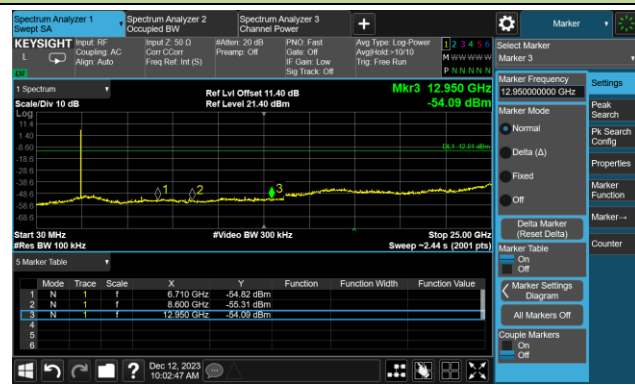 Spectrum Analyzer 1
Swept SA
Spectrum Analyzer 2
Occupied BW
Spectrum Analyzer 3
Channel Power
+
Marker
KEYSIGHT
L
LW
Input: RF
Coupling: AC
Align: Auto
Input Z: 50 Ω
Corr CCorr
Freq Ref: Int (S)
#Atten: 20 dB
Preamp: Off
PNO: Fast
Gate: Off
IF Gain: Low
Sig Track: Off
Avg Type: Log-Power
Avg|Hold:>10/10
Trig: Free Run
1 2 3 4 5 6
M W W W W W
P N N N N N
1 Spectrum
Scale/Div 10 dB
Log
Ref Lvl Offset 11.40 dB
Ref Level 21.40 dBm
Mkr3 12.950 GHz
-54.09 dBm
11.4
1.40
-8.60
-18.6
-28.6
-38.6
-48.6
-58.6
-68.6
DL1 -12.01 dBm
1
2
3
Start 30 MHz
#Res BW 100 kHz
#Video BW 300 kHz
Stop 25.00 GHz
Sweep ~2.44 s (2001 pts)
5 Marker Table
Mode Trace Scale X Y Function Function Width Function Value
1 N 1 f 6.710 GHz -54.82 dBm
2 N 1 f 8.600 GHz -55.31 dBm
3 N 1 f 12.950 GHz -54.09 dBm
4
5
6
Dec 12, 2023
10:02:47 AM
?
Select Marker
Marker 3
Marker Frequency
12.950000000 GHz
Marker Mode
Normal
Delta (Δ)
Fixed
Off
Delta Marker
(Reset Delta)
Marker Table
On
Off
Marker Settings
Diagram
All Markers Off
Couple Markers
On
Off
Settings
Peak
Search
Pk Search
Config
Properties
Marker
Function
Marker→
Counter